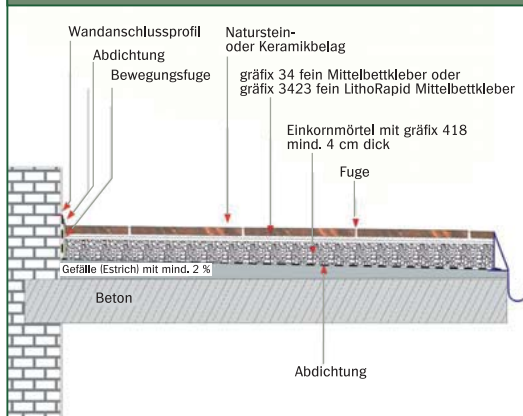 Wandanschlussprofil
Abdichtung
Bewegungsfuge
Naturstein-
oder Keramikbelag
gräfix 34 fein Mittelbettkleber oder
gräfix 3423 fein LithoRapid Mittelbettkleber
Einkornmörtel mit gräfix 418
mind. 4 cm dick
Fuge
Gefälle (Estrich) mit mind. 2 %
Beton
Abdichtung